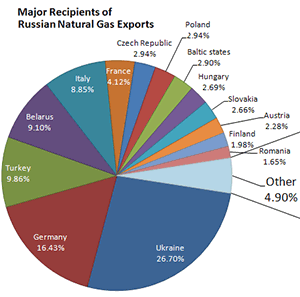 Major Recipients of
Russian Natural Gas Exports
Poland
2.94%
Czech Republic
2.94%
Baltic states
2.90%
Hungary
2.69%
Slovakia
2.66%
Austria
2.28%
Finland
1.98%
Romania
1.65%
Other
4.90%
Ukraine
26.70%
Germany
16.43%
Turkey
9.86%
Belarus
9.10%
Italy
8.85%
France
4.12%